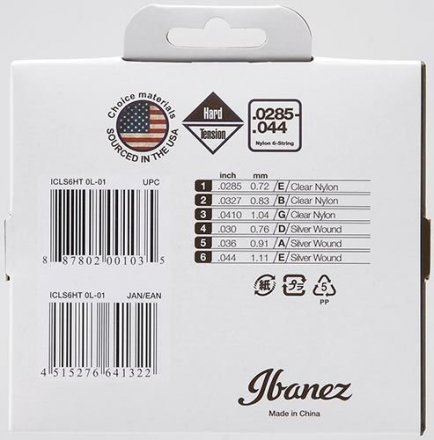 Choice materials
SOURCED IN THE USA
Hard
Tension
.0285-
.044
Nylon 6-String
inch mm
1 .0285 0.72 /E/ Clear Nylon
2 .0327 0.83 /B/ Clear Nylon
3 .0410 1.04 /G/ Clear Nylon
4 .030 0.76 /D/ Silver Wound
5 .036 0.91 /A/ Silver Wound
6 .044 1.11 /E/ Silver Wound
ICLS6HT 0L-01 UPC
8 87802 00103 5
ICLS6HT 0L-01 JAN/EAN
4 515276 641322
紙 プラ 5
PP
Ibanez
Made in China